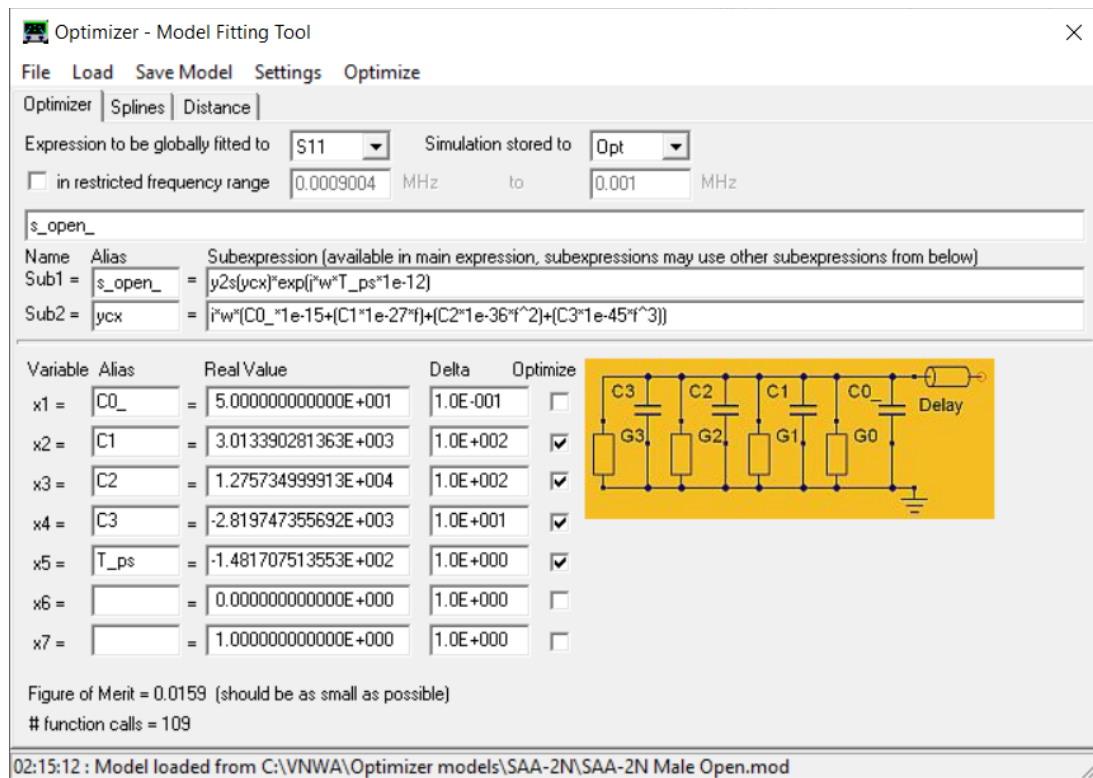 Optimizer - Model Fitting Tool
File Load Save Model Settings Optimize
Optimizer Splines Distance
Expression to be globally fitted to S11 Simulation stored to Opt
in restricted frequency range 0.0009004 MHz to 0.001 MHz
s_open_
Name Alias Subexpression (available in main expression, subexpressions may use other subexpressions from below)
Sub1 = s_open_ = y2s(ycx)*exp(j*w*T_ps*1e-12)
Sub2 = ycx = i*w*(C0_*1e-15+(C1*1e-27*f)+(C2*1e-36*f^2)+(C3*1e-45*f^3))
Variable Alias Real Value Delta Optimize
x1 = C0_ = 5.000000000000E+001 1.0E-001
x2 = C1 = 3.013390281363E+003 1.0E+002
x3 = C2 = 1.275734999913E+004 1.0E+002
x4 = C3 = -2.819747355692E+003 1.0E+001
x5 = T_ps = -1.481707513553E+002 1.0E+000
x6 = = 0.000000000000E+000 1.0E+000
x7 = = 1.000000000000E+000 1.0E+000
C3 C2 C1 C0_ Delay
G3 G2 G1 G0
Figure of Merit = 0.0159 (should be as small as possible)
# function calls = 109
02:15:12 : Model loaded from C:\VNWA\Optimizer models\SAA-2N\SAA-2N Male Open.mod